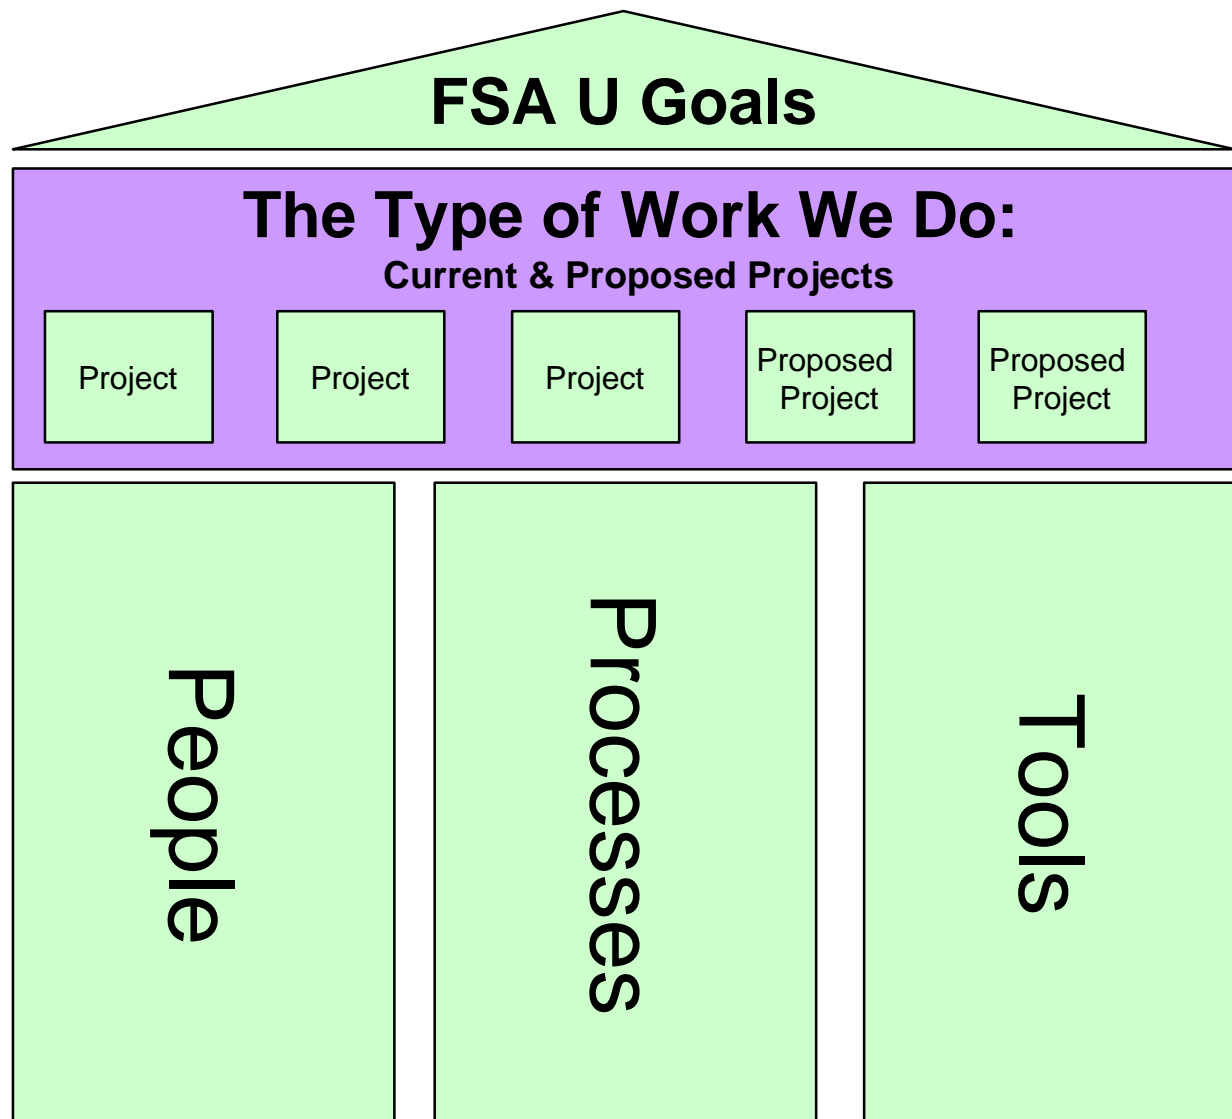 FSA U Goals
The Type of Work We Do:
Current & Proposed Projects
Project
Project
Project
Proposed
Project
Proposed
Project
People
Processes
Tools